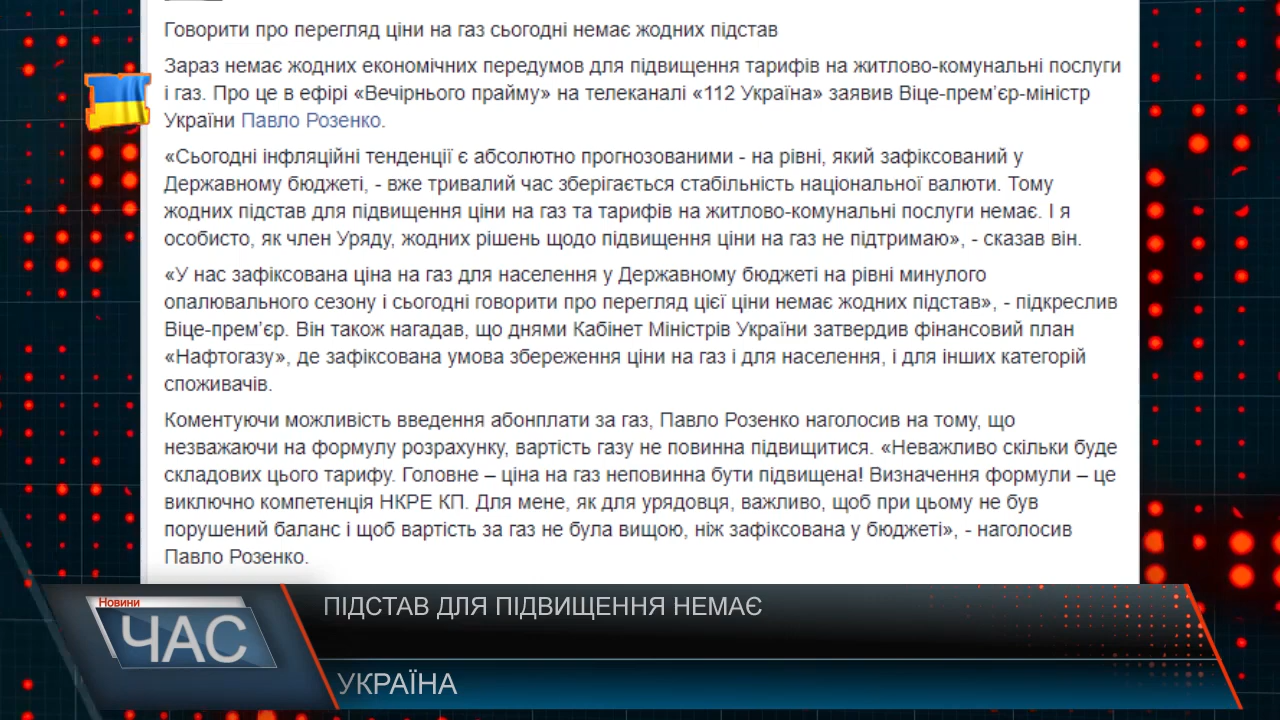 Говорити про перегляд ціни на газ сьогодні немає жодних підстав
Зараз немає жодних економічних передумов для підвищення тарифів на житлово-комунальні послуги
і газ. Про це в ефірі «Вечірнього прайму» на телеканалі «112 Україна» заявив Віце-прем’єр-міністр
України Павло Розенко.
«Сьогодні інфляційні тенденції є абсолютно прогнозованими - на рівні, який зафіксований у
Державному бюджеті, - вже тривалий час зберігається стабільність національної валюти. Тому
жодних підстав для підвищення ціни на газ та тарифів на житлово-комунальні послуги немає. І я
особисто, як член Уряду, жодних рішень щодо підвищення ціни на газ не підтримаю», - сказав він.
«У нас зафіксована ціна на газ для населення у Державному бюджеті на рівні минулого
опалювального сезону і сьогодні говорити про перегляд цієї ціни немає жодних підстав», - підкреслив
Віце-прем’єр. Він також нагадав, що днями Кабінет Міністрів України затвердив фінансовий план
«Нафтогазу», де зафіксована умова збереження ціни на газ і для населення, і для інших категорій
споживачів.
Коментуючи можливість введення абонплати за газ, Павло Розенко наголосив на тому, що
незважаючи на формулу розрахунку, вартість газу не повинна підвищитися. «Неважливо скільки буде
складових цього тарифу. Головне – ціна на газ неповинна бути підвищена! Визначення формули – це
виключно компетенція НКРЕ КП. Для мене, як для урядовця, важливо, щоб при цьому не був
порушений баланс і щоб вартість за газ не була вищою, ніж зафіксована у бюджеті», - наголосив
Павло Розенко.
Новини
ЧАС
ПІДСТАВ ДЛЯ ПІДВИЩЕННЯ НЕМАЄ
УКРАЇНА